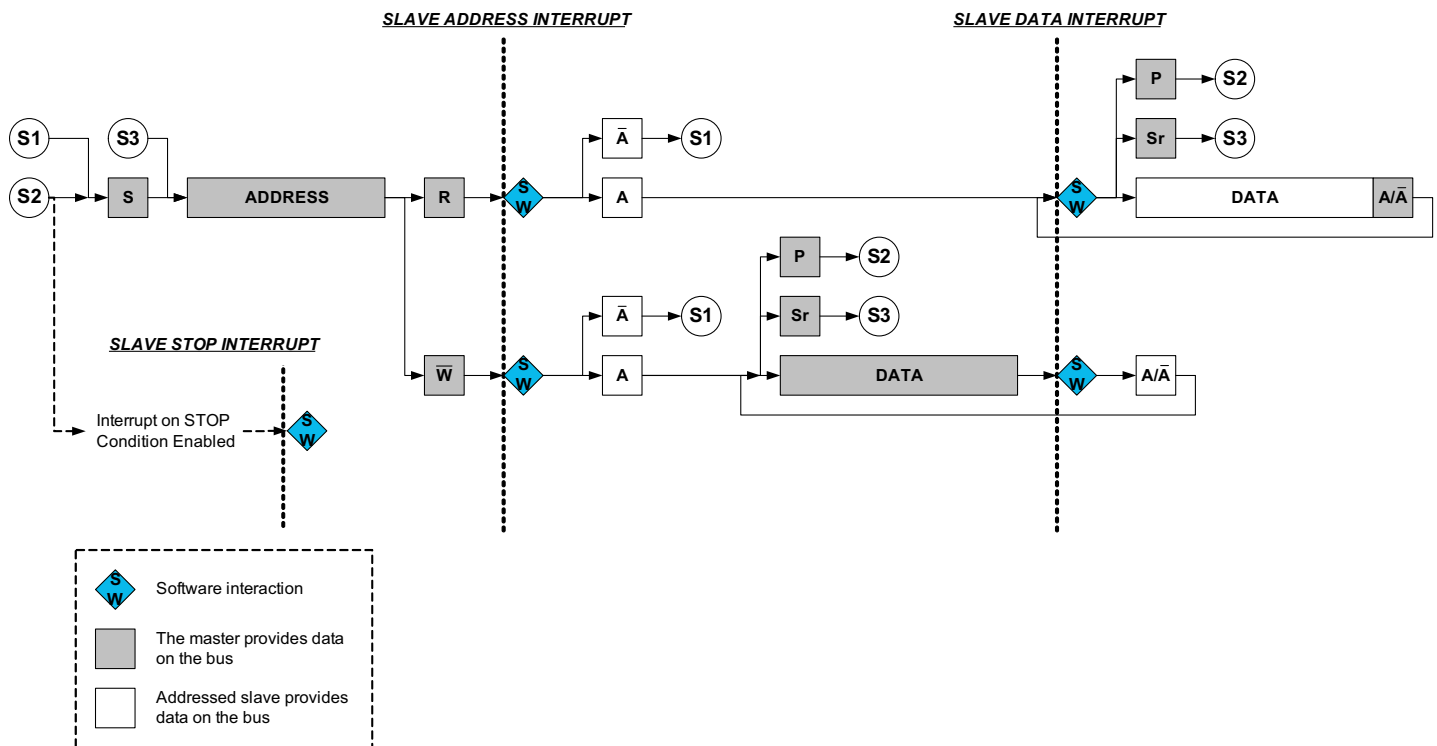 SLAVE ADDRESS INTERRUPT
SLAVE DATA INTERRUPT
P
S2
S1
S3
A̅
S1
Sr
S3
S2
S
ADDRESS
R
S
W
A
S
W
DATA
A/A̅
P
S2
A̅
S1
Sr
S3
SLAVE STOP INTERRUPT
W̅
S
W
A
DATA
S
W
A/A̅
Interrupt on STOP
Condition Enabled
S
W
S
W
Software interaction
The master provides data
on the bus
Addressed slave provides
data on the bus